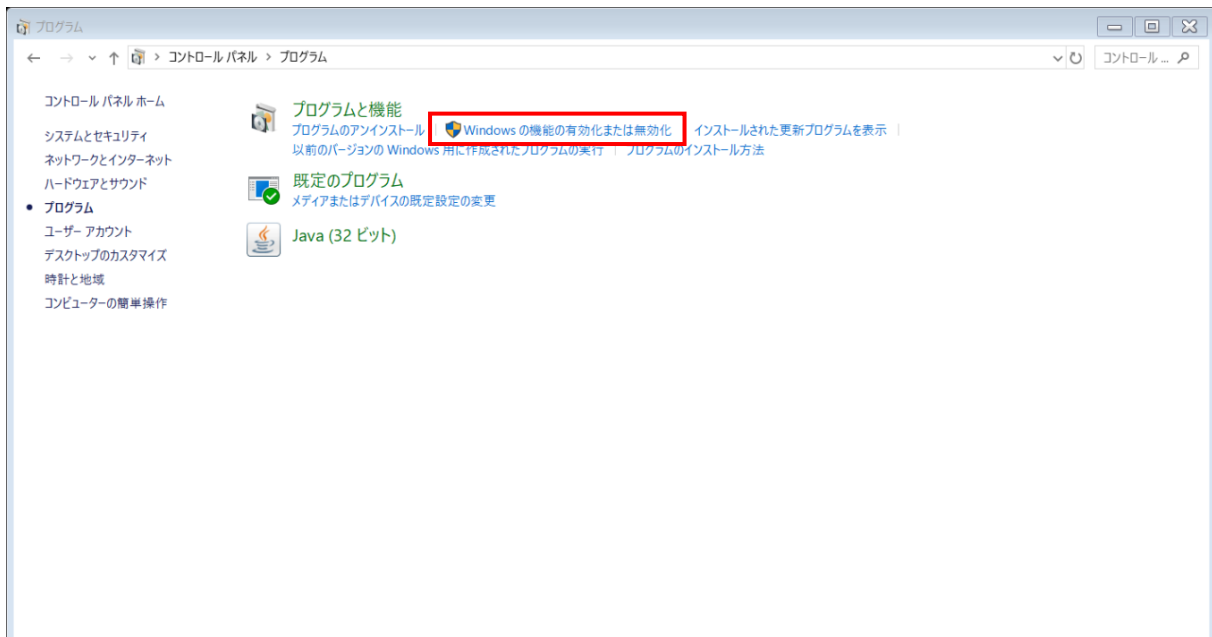 プログラム
コントロール パネル > プログラム
コントロール ...
コントロール パネル ホーム
システムとセキュリティ
ネットワークとインターネット
ハードウェアとサウンド
プログラム
ユーザー アカウント
デスクトップのカスタマイズ
時計と地域
コンピューターの簡単操作
プログラムと機能
プログラムのアンインストール | Windows の機能の有効化または無効化 | インストールされた更新プログラムを表示 |
以前のバージョンの Windows 用に作成されたプログラムの実行 | プログラムのインストール方法
既定のプログラム
メディアまたはデバイスの既定設定の変更
Java (32 ビット)